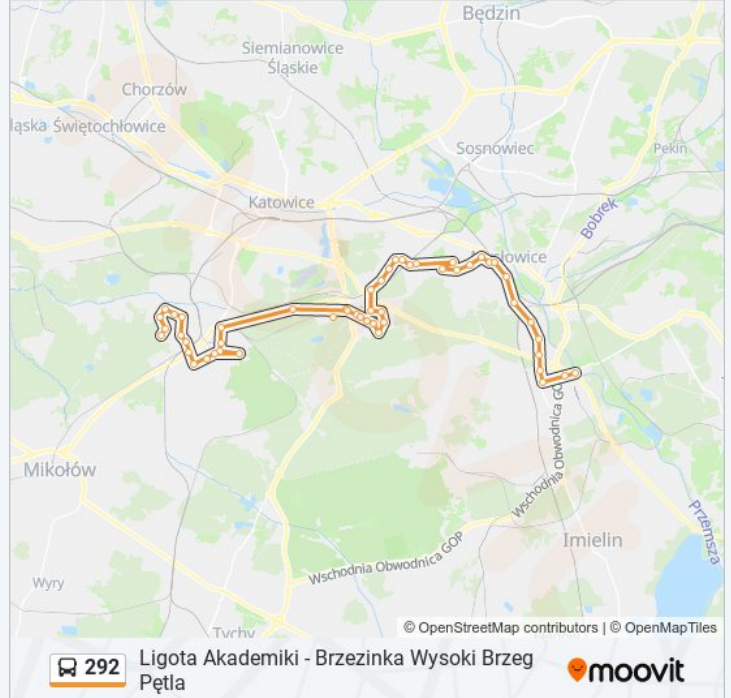 Będzin
Siemianowice
Śląskie
Chorzów
ląska Świętochłowice
Sosnowiec
Pekin
Katowice
Bobrek
łowice
Mikołów
Wschodnia Obwodnica GOP
Przemsza
Wschodnia Obwodnica GOP
Imielin
Wyry
Tychy
© OpenStreetMap contributors | © OpenMapTiles
292
Ligota Akademiki - Brzezinka Wysoki Brzeg
Pętla
moovit